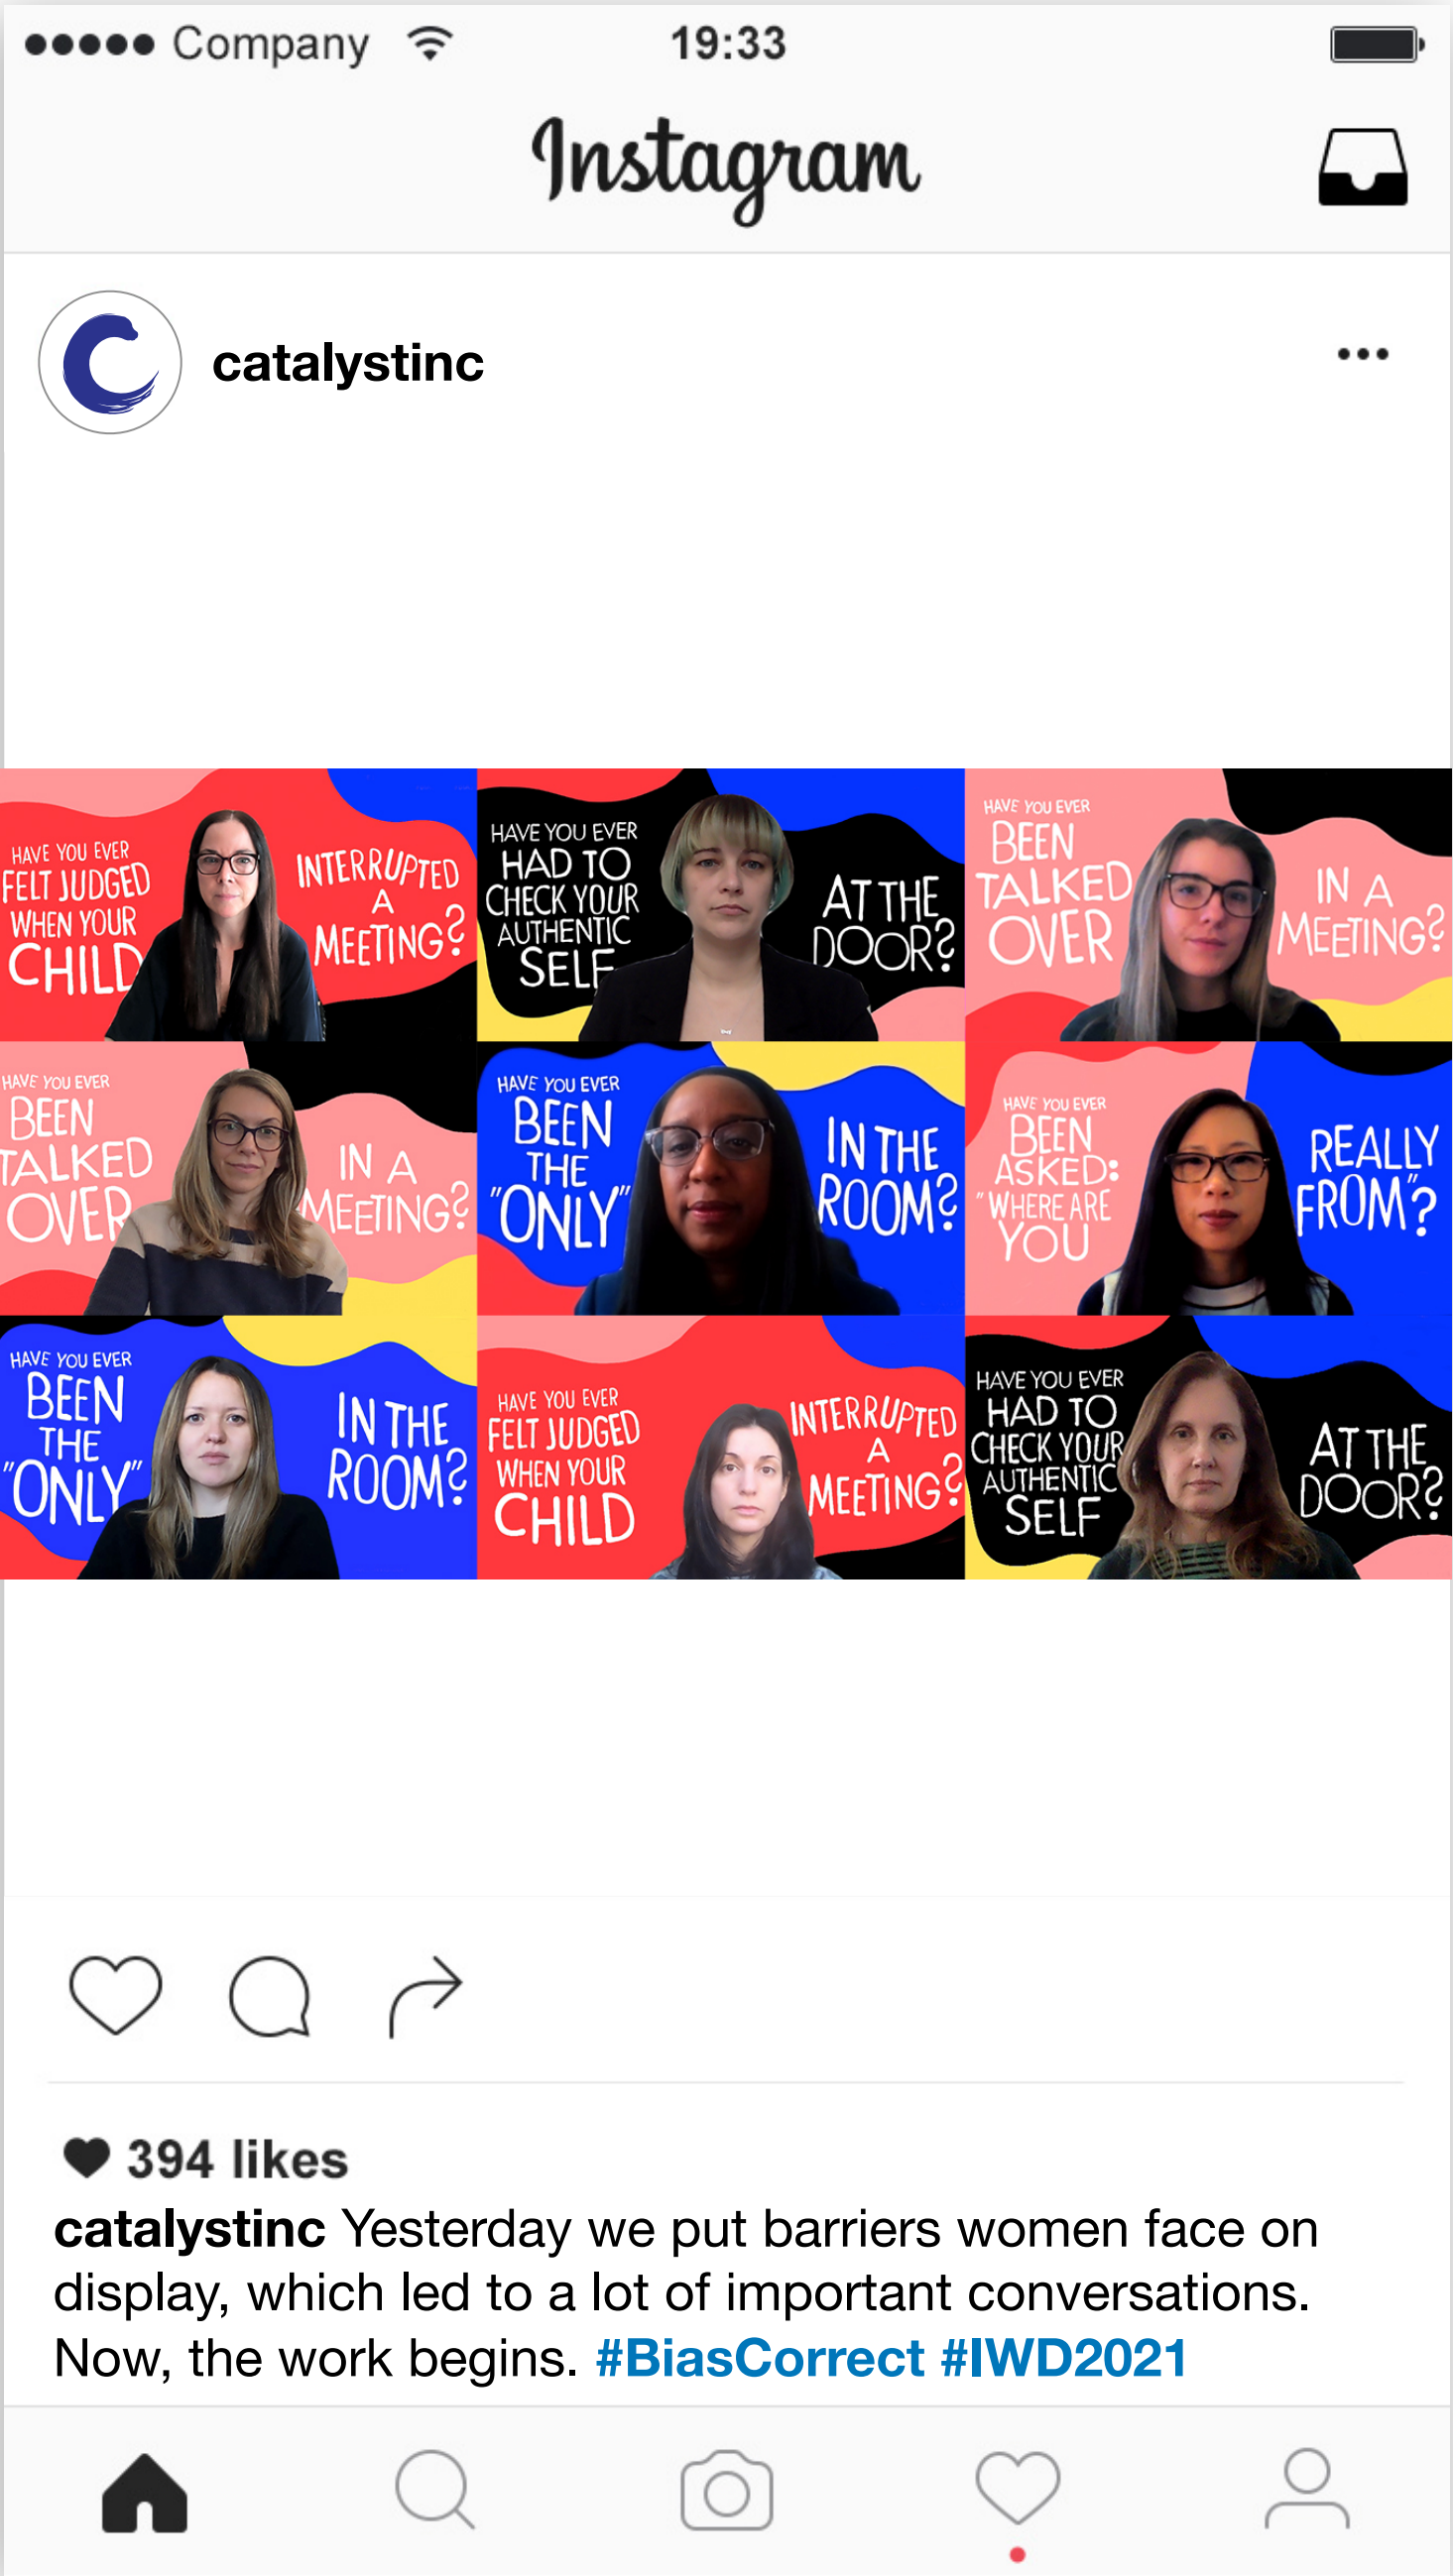 Company
19:33
Instagram
catalystinc
HAVE YOU EVER
FELT JUDGED
WHEN YOUR
CHILD
INTERRUPTED
A
MEETING?
HAVE YOU EVER
HAD TO
CHECK YOUR
AUTHENTIC
SELF
AT THE
DOOR?
HAVE YOU EVER
BEEN
TALKED
OVER
IN A
MEETING?
HAVE YOU EVER
BEEN
TALKED
OVER
IN A
MEETING?
HAVE YOU EVER
BEEN
THE
"ONLY"
IN THE
ROOM?
HAVE YOU EVER
BEEN
ASKED:
"WHERE ARE
YOU
REALLY
FROM"?
HAVE YOU EVER
BEEN
THE
"ONLY"
IN THE
ROOM?
HAVE YOU EVER
FELT JUDGED
WHEN YOUR
CHILD
INTERRUPTED
A
MEETING?
HAVE YOU EVER
HAD TO
CHECK YOUR
AUTHENTIC
SELF
AT THE
DOOR?
394 likes
catalystinc Yesterday we put barriers women face on
display, which led to a lot of important conversations.
Now, the work begins. #BiasCorrect #IWD2021